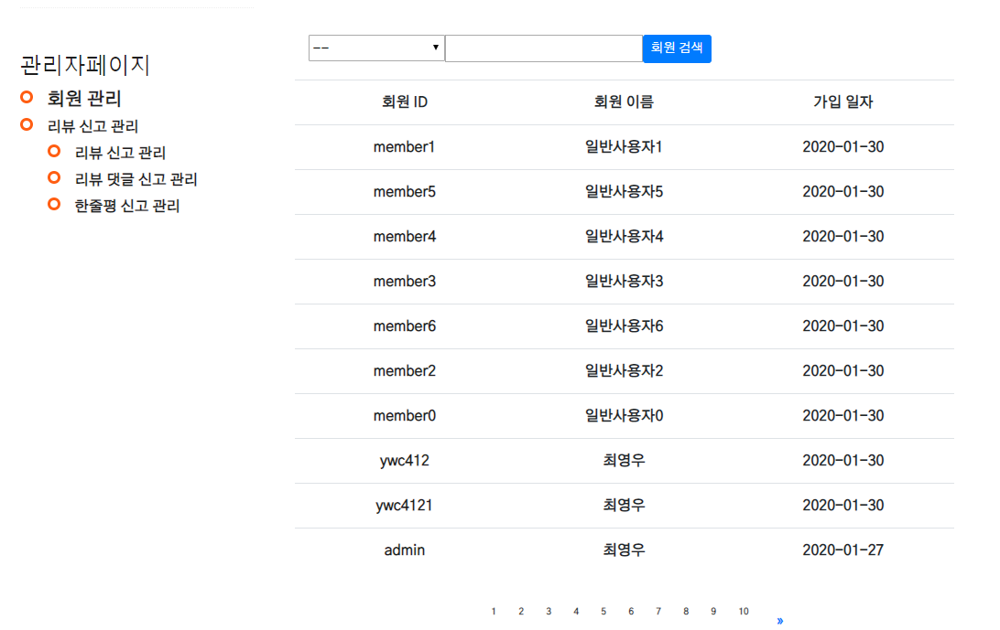 관리자페이지
회원 관리
리뷰 신고 관리
리뷰 신고 관리
리뷰 댓글 신고 관리
한줄평 신고 관리
-- 회원 검색
회원 ID 회원 이름 가입 일자
member1 일반사용자1 2020-01-30
member5 일반사용자5 2020-01-30
member4 일반사용자4 2020-01-30
member3 일반사용자3 2020-01-30
member6 일반사용자6 2020-01-30
member2 일반사용자2 2020-01-30
member0 일반사용자0 2020-01-30
ywc412 최영우 2020-01-30
ywc4121 최영우 2020-01-30
admin 최영우 2020-01-27
1 2 3 4 5 6 7 8 9 10 »